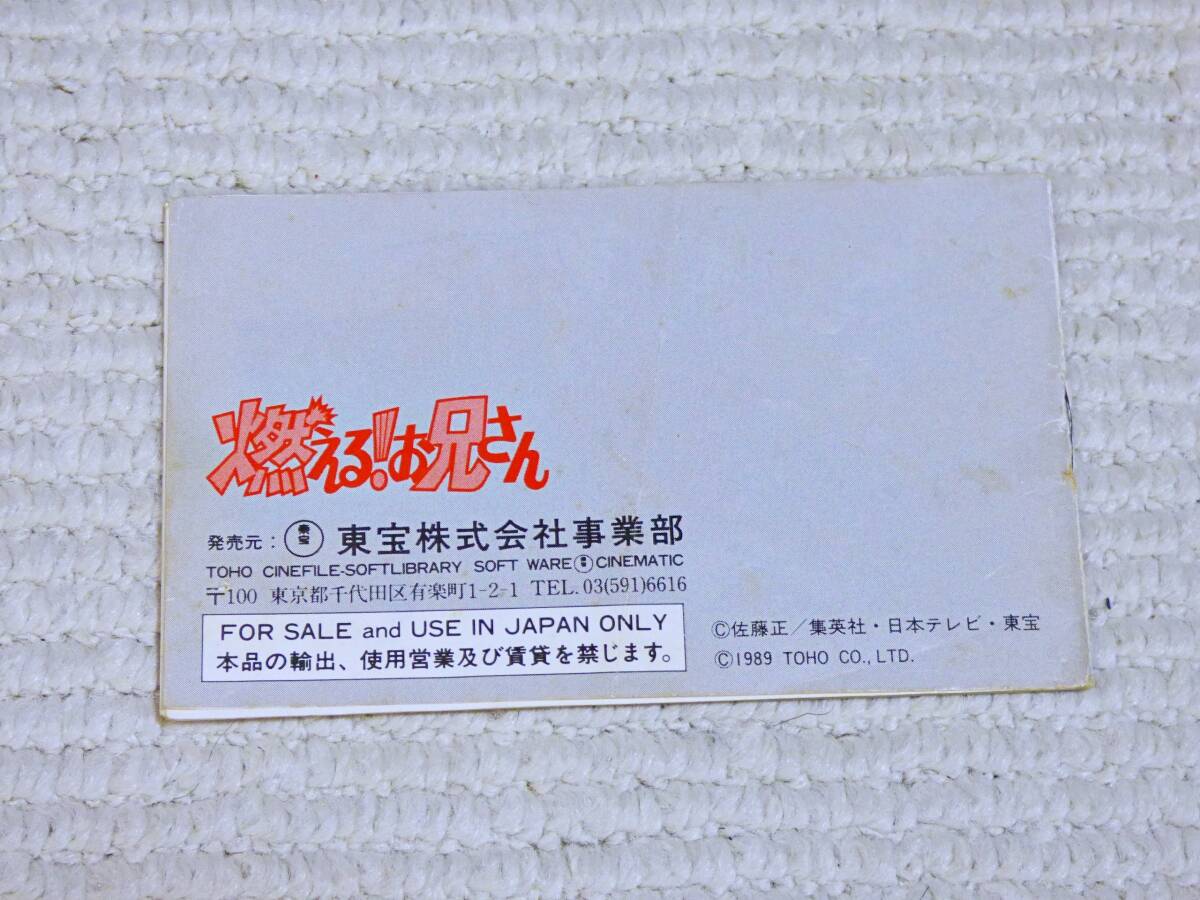 燃える!お兄さん
発売元:東宝 東宝株式会社事業部
TOHO CINEFILE-SOFTLIBRARY SOFT WARE CINEMATIC
〒100 東京都千代田区有楽町1-2-1 TEL.03(591)6616
FOR SALE and USE IN JAPAN ONLY
本品の輸出、使用営業及び賃貸を禁じます。
©佐藤正/集英社・日本テレビ・東宝
©1989 TOHO CO., LTD.